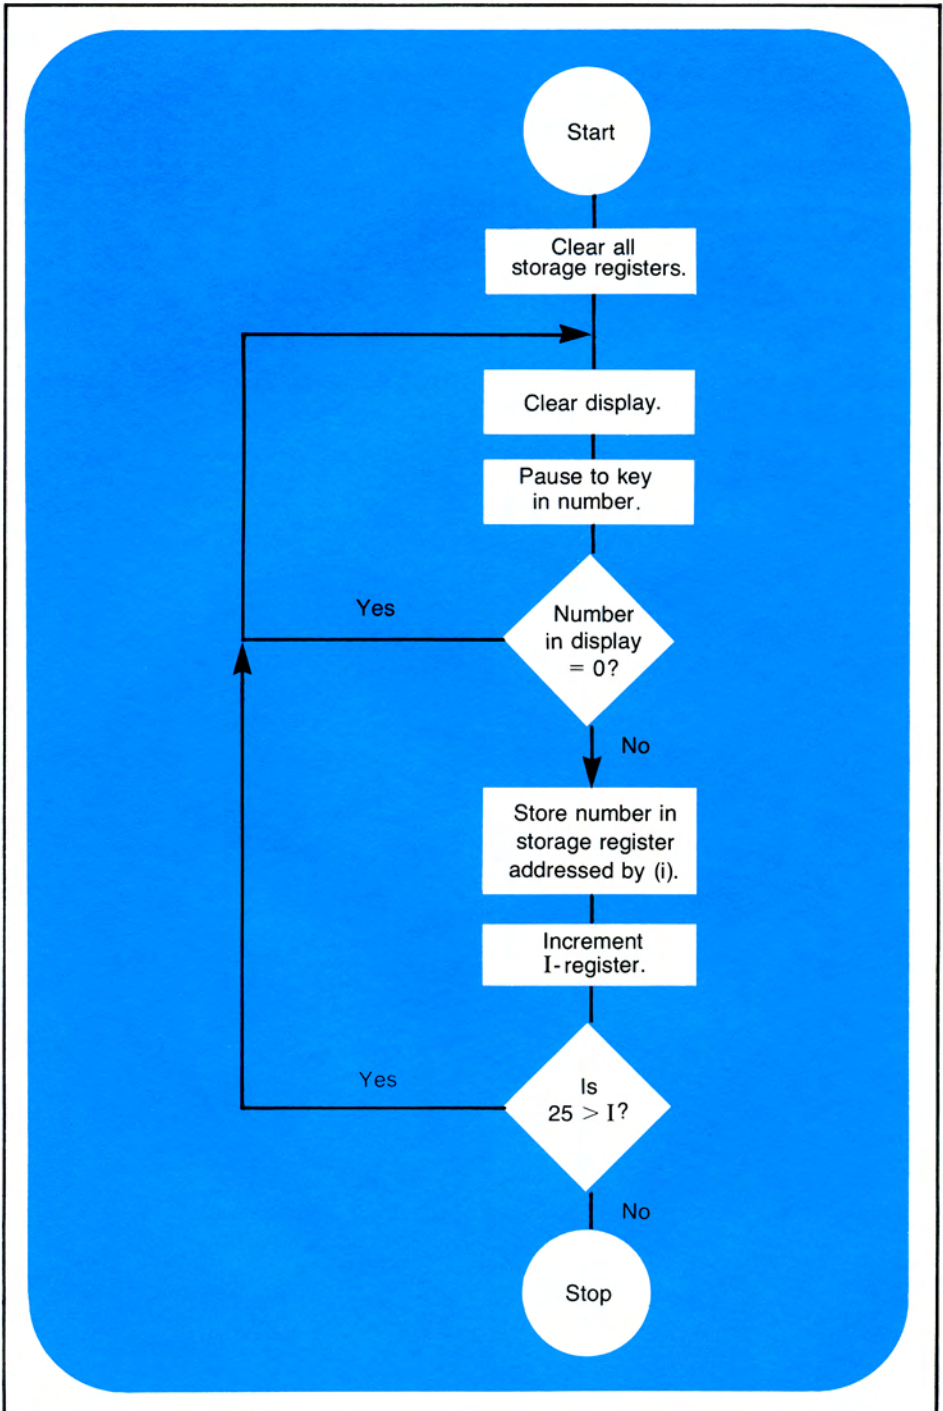 Start
Clear all
storage registers.
Clear display.
Pause to key
in number.
Number
in display
= 0?
Yes
No
Store number in
storage register
addressed by (i).
Increment
I-register.
Is
25 > I?
Yes
No
Stop